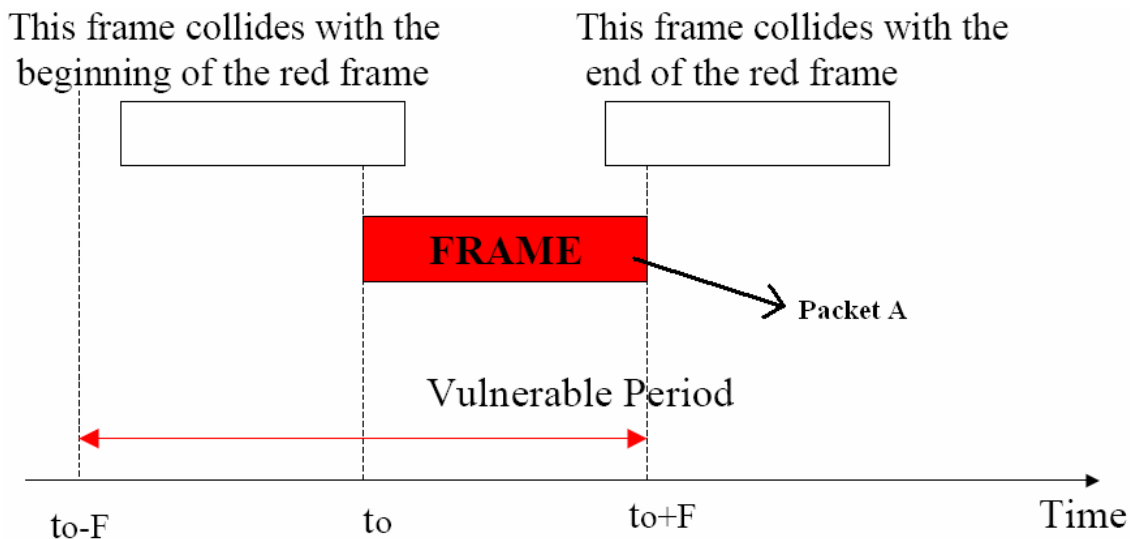 This frame collides with the
beginning of the red frame
This frame collides with the
end of the red frame
FRAME
Packet A
Vulnerable Period
to-F
to
to+F
Time